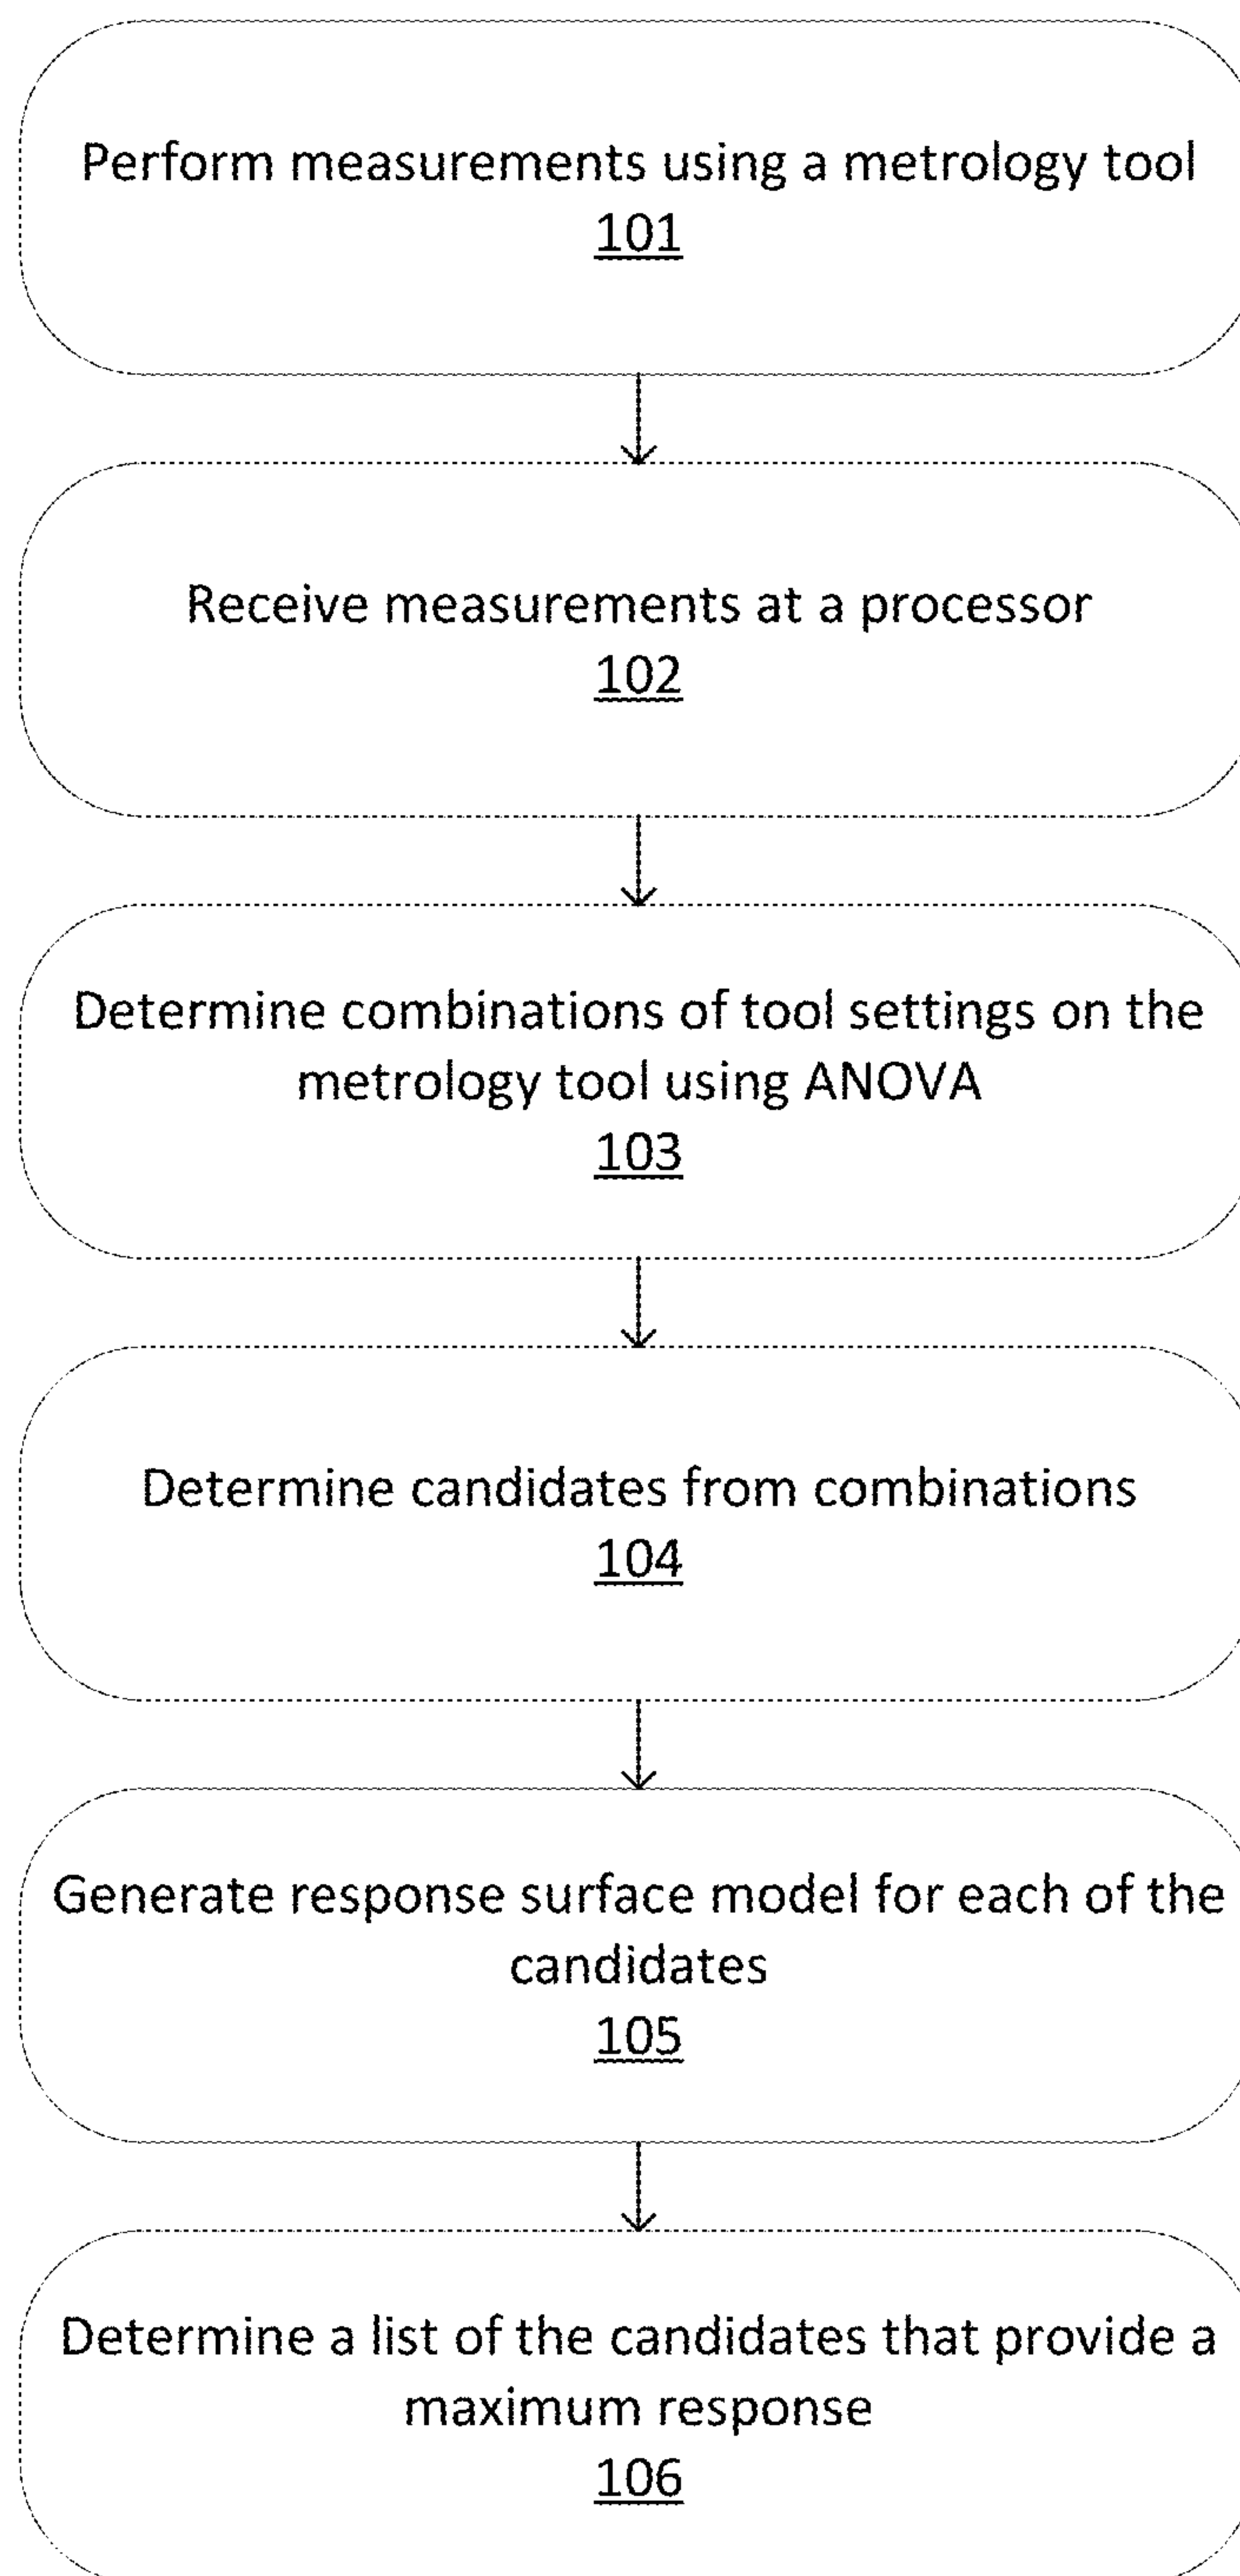 Perform measurements using a metrology tool
101
Receive measurements at a processor
102
Determine combinations of tool settings on the
metrology tool using ANOVA
103
Determine candidates from combinations
104
Generate response surface model for each of the
candidates
105
Determine a list of the candidates that provide a
maximum response
106